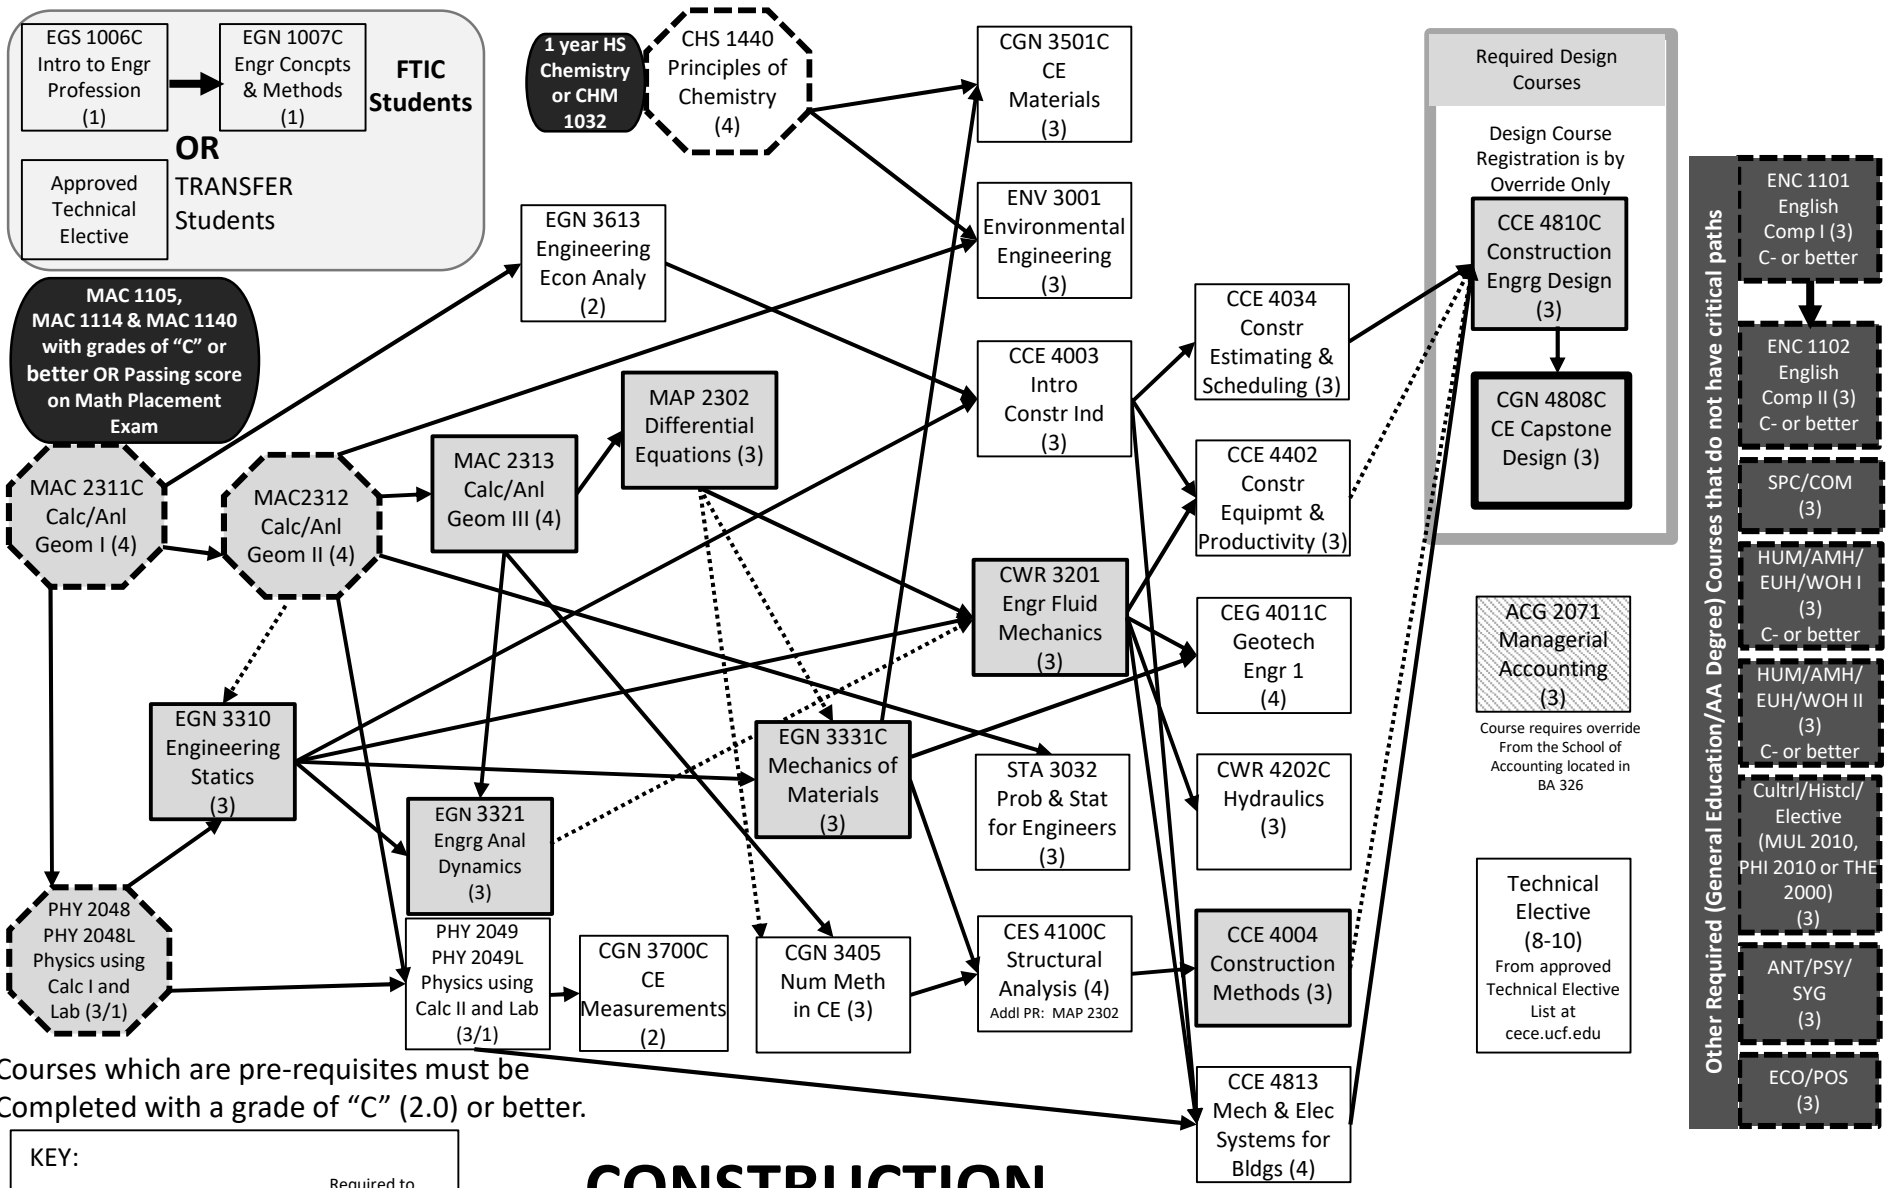 EGS 1006C
Intro to Engr
Profession
(1)
EGN 1007C
Engr Concpts
& Methods
(1)
FTIC
Students
OR
TRANSFER
Students
Approved
Technical
Elective
1 year HS
Chemistry
or CHM
1032
CHS 1440
Principles of
Chemistry
(4)
CGN 3501C
CE
Materials
(3)
Required Design
Courses
Design Course
Registration is by
Override Only
CCE 4810C
Construction
Engrg Design
(3)
CGN 4808C
CE Capstone
Design (3)
EGN 3613
Engineering
Econ Analy
(2)
ENV 3001
Environmental
Engineering
(3)
MAC 1105,
MAC 1114 & MAC 1140
with grades of “C” or
better OR Passing score
on Math Placement
Exam
CCE 4003
Intro
Constr Ind
(3)
CCE 4034
Constr
Estimating &
Scheduling (3)
MAC 2311C
Calc/Anl
Geom I (4)
MAC2312
Calc/Anl
Geom II (4)
MAC 2313
Calc/Anl
Geom III (4)
MAP 2302
Differential
Equations (3)
CCE 4402
Constr
Equipmt &
Productivity (3)
CWR 3201
Engr Fluid
Mechanics
(3)
CEG 4011C
Geotech
Engr 1
(4)
ACG 2071
Managerial
Accounting
(3)
Course requires override
From the School of
Accounting located in
BA 326
EGN 3310
Engineering
Statics
(3)
EGN 3321
Engrg Anal
Dynamics
(3)
EGN 3331C
Mechanics of
Materials
(3)
STA 3032
Prob & Stat
for Engineers
(3)
CWR 4202C
Hydraulics
(3)
PHY 2048
PHY 2048L
Physics using
Calc I and
Lab (3/1)
PHY 2049
PHY 2049L
Physics using
Calc II and Lab
(3/1)
CGN 3700C
CE
Measurements
(2)
CGN 3405
Num Meth
in CE (3)
CES 4100C
Structural
Analysis (4)
Addl PR: MAP 2302
CCE 4004
Construction
Methods (3)
Technical
Elective
(8-10)
From approved
Technical Elective
List at
cece.ucf.edu
CCE 4813
Mech & Elec
Systems for
Bldgs (4)
Other Required (General Education/AA Degree) Courses that do not have critical paths
ENC 1101
English
Comp I (3)
C- or better
ENC 1102
English
Comp II (3)
C- or better
SPC/COM
(3)
HUM/AMH/
EUH/WOH I
(3)
C- or better
HUM/AMH/
EUH/WOH II
(3)
C- or better
Cultrl/Histcl/
Elective
(MUL 2010,
PHI 2010 or THE
2000)
(3)
ANT/PSY/
SYG
(3)
ECO/POS
(3)
Courses which are pre-requisites must be
Completed with a grade of “C” (2.0) or better.
KEY:
Required to
CONSTRUCTION